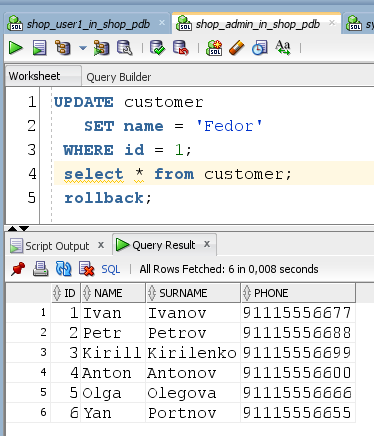 shop_user1_in_shop_pdb shop_admin_in_shop_pdb sy
Aa
Worksheet Query Builder
1 UPDATE customer
2 SET name = 'Fedor'
3 WHERE id = 1;
4 select * from customer;
5 rollback;
Script Output x Query Result x
SQL | All Rows Fetched: 6 in 0,008 seconds
ID NAME SURNAME PHONE
1 1 Ivan Ivanov 91115556677
2 2 Petr Petrov 91115556688
3 3 Kirill Kirilenko 91115556699
4 4 Anton Antonov 91115556600
5 5 Olga Olegova 91115556666
6 6 Yan Portnov 91115556655